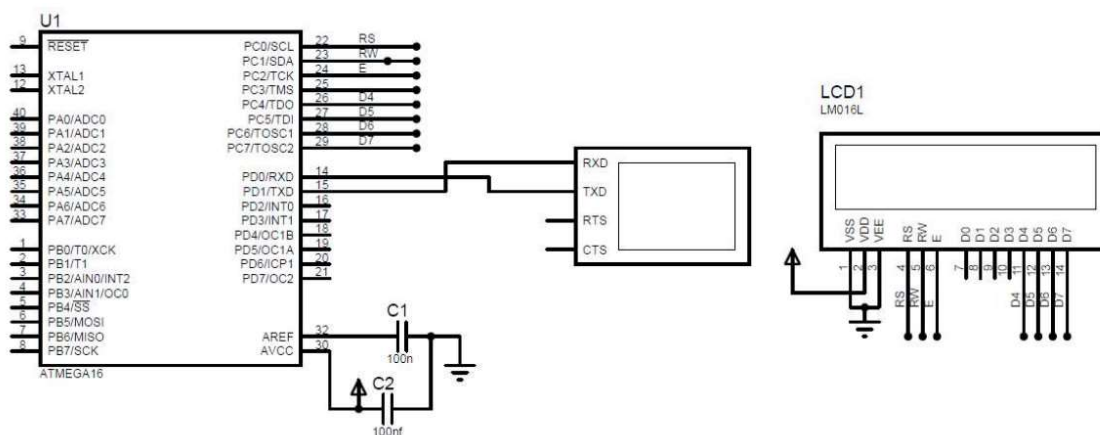 U1
9 RESET PC0/SCL 22 RS
PC1/SDA 23 RW
13 XTAL1 PC2/TCK 24 E
12 XTAL2 PC3/TMS 25
PC4/TDO 26 D4
40 PA0/ADC0 PC5/TDI 27 D5
39 PA1/ADC1 PC6/TOSC1 28 D6
38 PA2/ADC2 PC7/TOSC2 29 D7
37 PA3/ADC3
36 PA4/ADC4 PD0/RXD 14
35 PA5/ADC5 PD1/TXD 15
34 PA6/ADC6 PD2/INT0 16
33 PA7/ADC7 PD3/INT1 17
PD4/OC1B 18
1 PB0/T0/XCK PD5/OC1A 19
2 PB1/T1 PD6/ICP1 20
3 PB2/AIN0/INT2 PD7/OC2 21
4 PB3/AIN1/OC0
5 PB4/SS
6 PB5/MOSI
7 PB6/MISO AREF 32
8 PB7/SCK AVCC 30
ATMEGA16
C1
100n
C2
100nf
RXD
TXD
RTS
CTS
LCD1
LM016L
VSS VDD VEE RS RW E D0 D1 D2 D3 D4 D5 D6 D7
1 2 3 4 5 6 7 8 9 10 11 12 13 14
RS RW E D4 D5 D6 D7